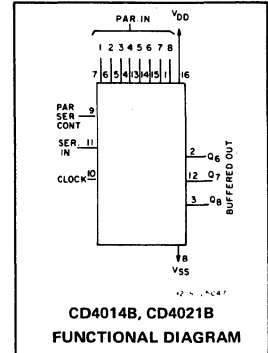 PAR. IN
VDD
1 2 3 4 5 6 7 8
7 6 5 4 13 14 15 1 16
PAR
SER
CONT
9
SER.
IN
11
CLOCK
10
2 Q6
12 Q7
3 Q8
BUFFERED OUT
8
VSS
CD4014B, CD4021B
FUNCTIONAL DIAGRAM